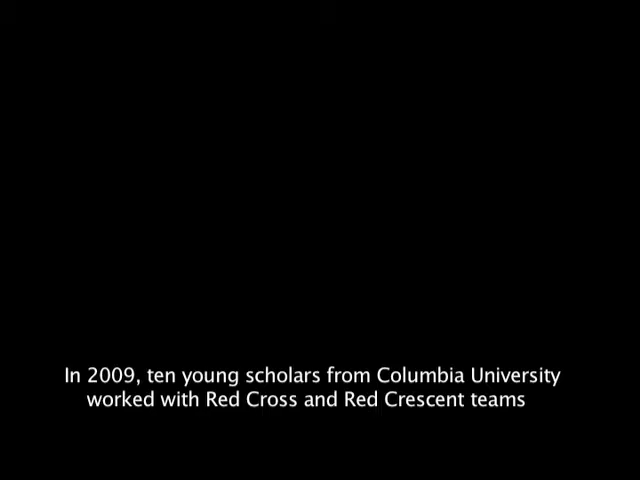 In 2009, ten young scholars from Columbia University
worked with Red Cross and Red Crescent teams